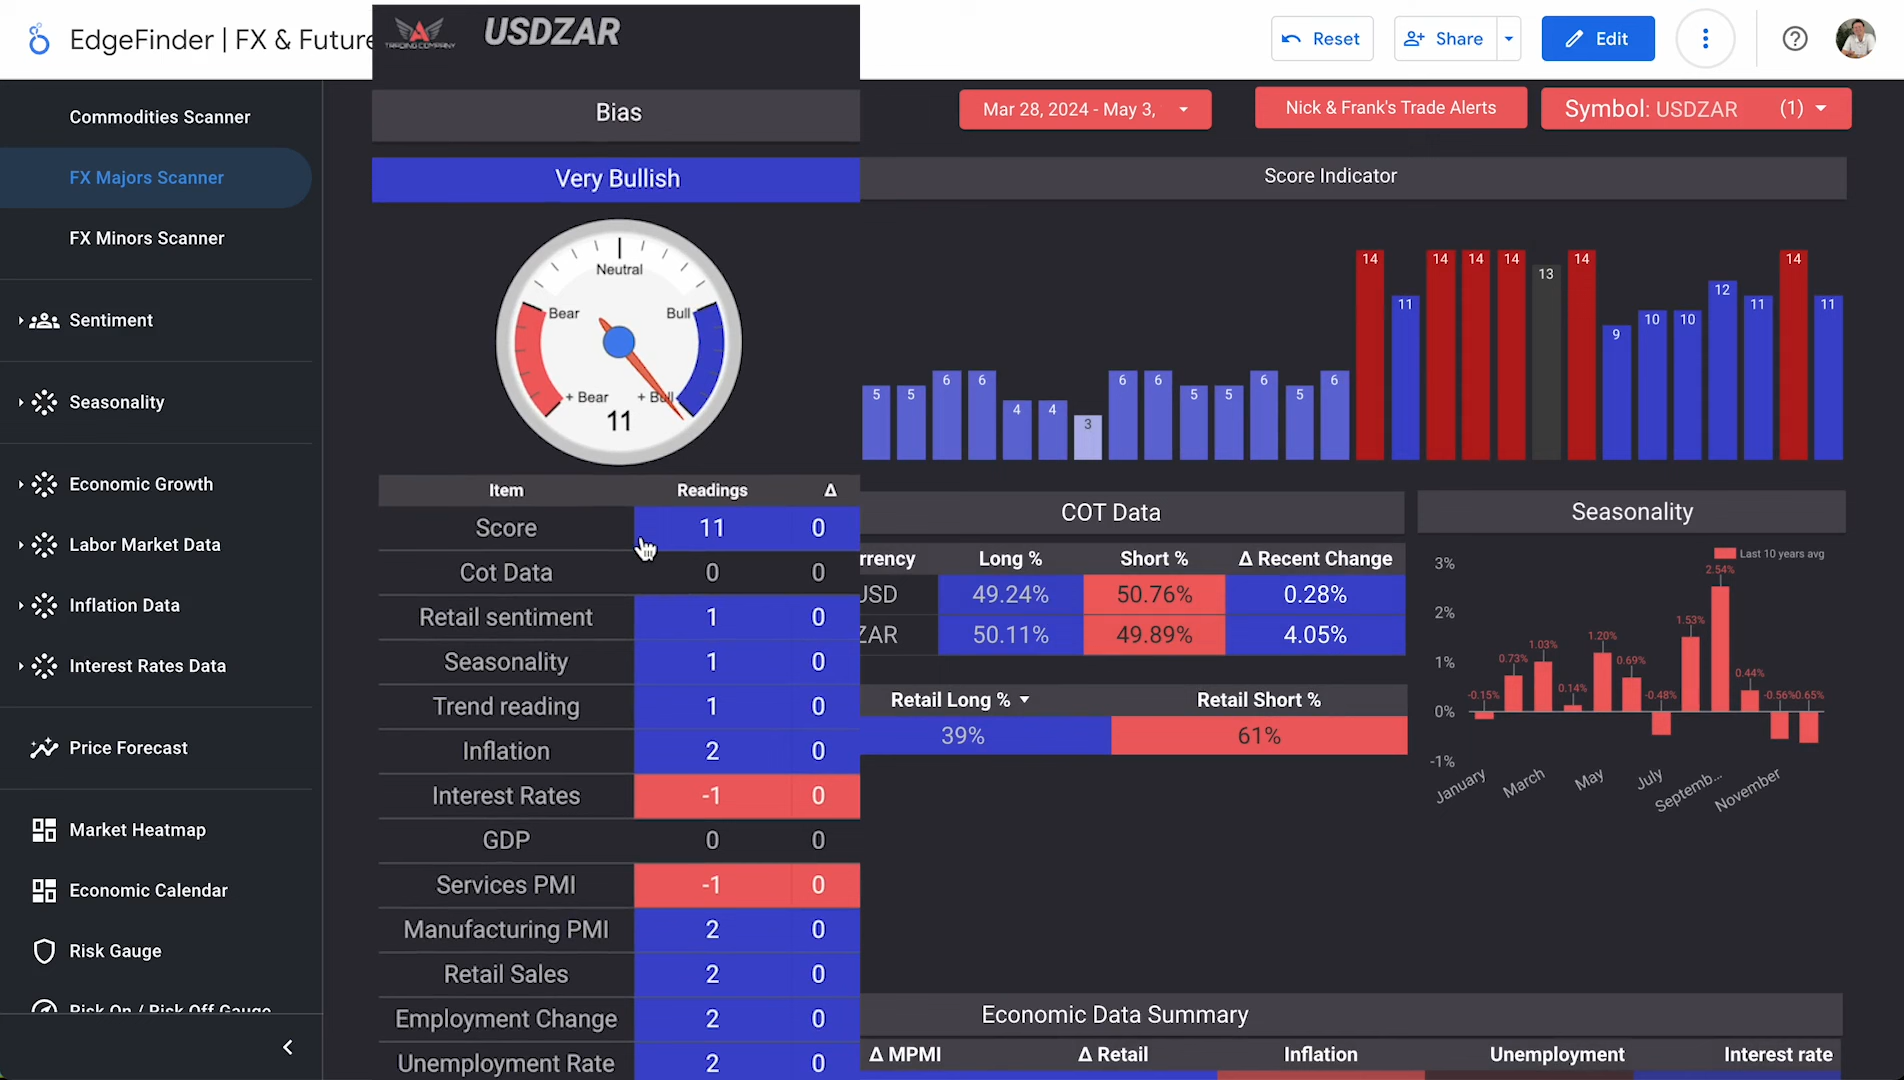 EdgeFinder | FX & Future
TRADING COMPANY
USDZAR
Reset
Share
Edit
Commodities Scanner
FX Majors Scanner
FX Minors Scanner
Sentiment
Seasonality
Economic Growth
Labor Market Data
Inflation Data
Interest Rates Data
Price Forecast
Market Heatmap
Economic Calendar
Risk Gauge
Risk On / Risk Off Gauge
Bias
Very Bullish
Neutral
Bear
Bull
+ Bear
+ Bull
11
Item Readings Δ
Score 11 0
Cot Data 0 0
Retail sentiment 1 0
Seasonality 1 0
Trend reading 1 0
Inflation 2 0
Interest Rates -1 0
GDP 0 0
Services PMI -1 0
Manufacturing PMI 2 0
Retail Sales 2 0
Employment Change 2 0
Unemployment Rate 2 0
Mar 28, 2024 - May 3,
Nick & Frank's Trade Alerts
Symbol: USDZAR (1)
Score Indicator
5 5 6 6 4 4 3 6 6 5 5 6 5 6 14 11 14 14 14 13 14 9 10 10 12 11 14 11
COT Data
rrency Long % Short % Δ Recent Change
USD 49.24% 50.76% 0.28%
ZAR 50.11% 49.89% 4.05%
Retail Long % Retail Short %
39% 61%
Seasonality
Last 10 years avg
3%
2%
1%
0%
-1%
-0.15% 0.73% 1.03% 0.14% 1.20% 0.69% -0.48% 1.53% 2.54% 0.44% -0.56% 0.65%
January March May July Septemb... November
Economic Data Summary
Δ MPMI Δ Retail Inflation Unemployment Interest rate